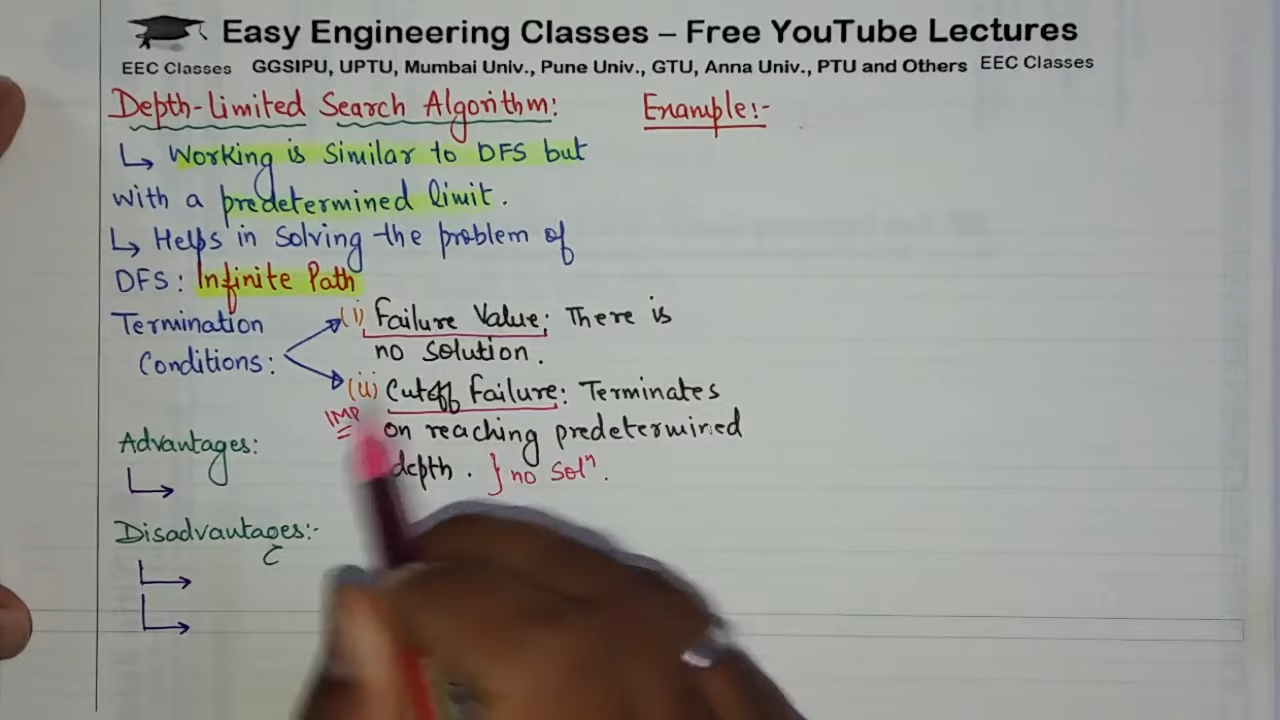 Easy Engineering Classes – Free YouTube Lectures
EEC Classes GGSIPU, UPTU, Mumbai Univ., Pune Univ., GTU, Anna Univ., PTU and Others EEC Classes
Depth-Limited Search Algorithm:
Example:-
↳ Working is Similar to DFS but
with a predetermined limit.
↳ Helps in Solving the problem of
DFS: Infinite Path
Termination
Conditions:
(i) Failure Value: There is
no solution.
(ii) Cutoff Failure: Terminates
IMP
on reaching predetermined
depth. } no Solⁿ.
Advantages:
Disadvantages:-